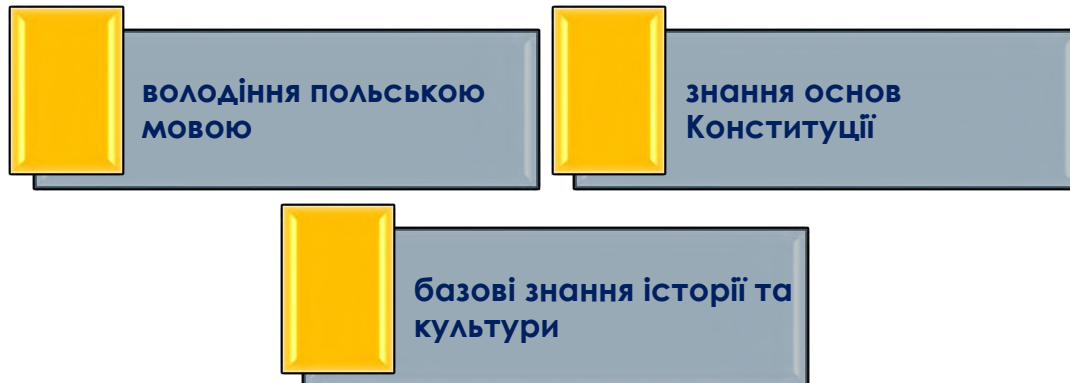 володіння польською
мовою
знання основ
Конституції
базові знання історії та
культури